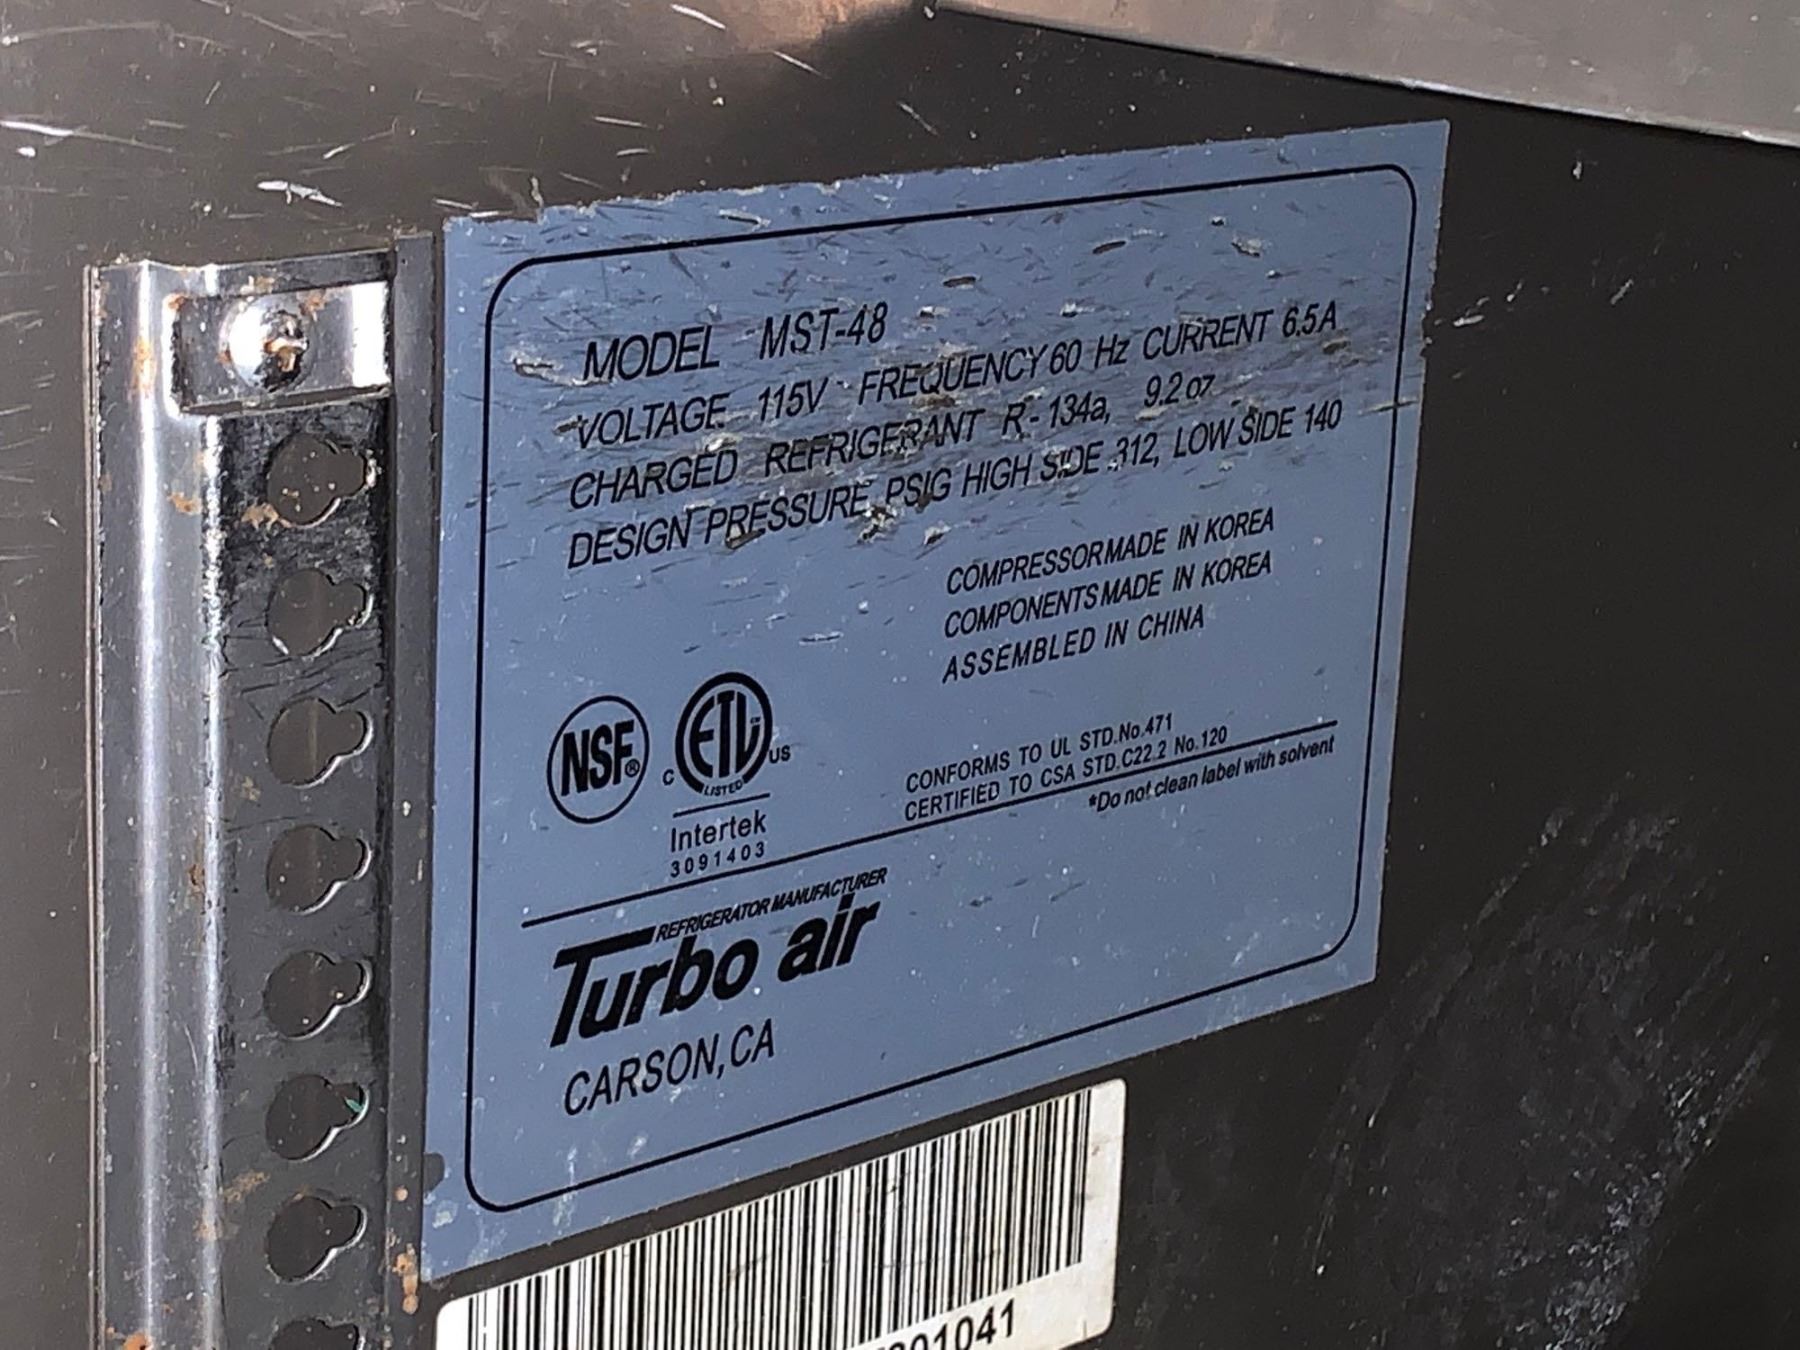 MODEL MST-48
VOLTAGE 115V FREQUENCY 60 Hz CURRENT 6.5A
CHARGED REFRIGERANT R-134a, 9.2 oz
DESIGN PRESSURE PSIG HIGH SIDE 312, LOW SIDE 140
COMPRESSOR MADE IN KOREA
COMPONENTS MADE IN KOREA
ASSEMBLED IN CHINA
NSF®
C ETL CM US
LISTED
Intertek
3091403
CONFORMS TO UL STD.No.471
CERTIFIED TO CSA STD.C22.2 No.120
*Do not clean label with solvent
REFRIGERATOR MANUFACTURER
Turbo air
CARSON, CA
01041